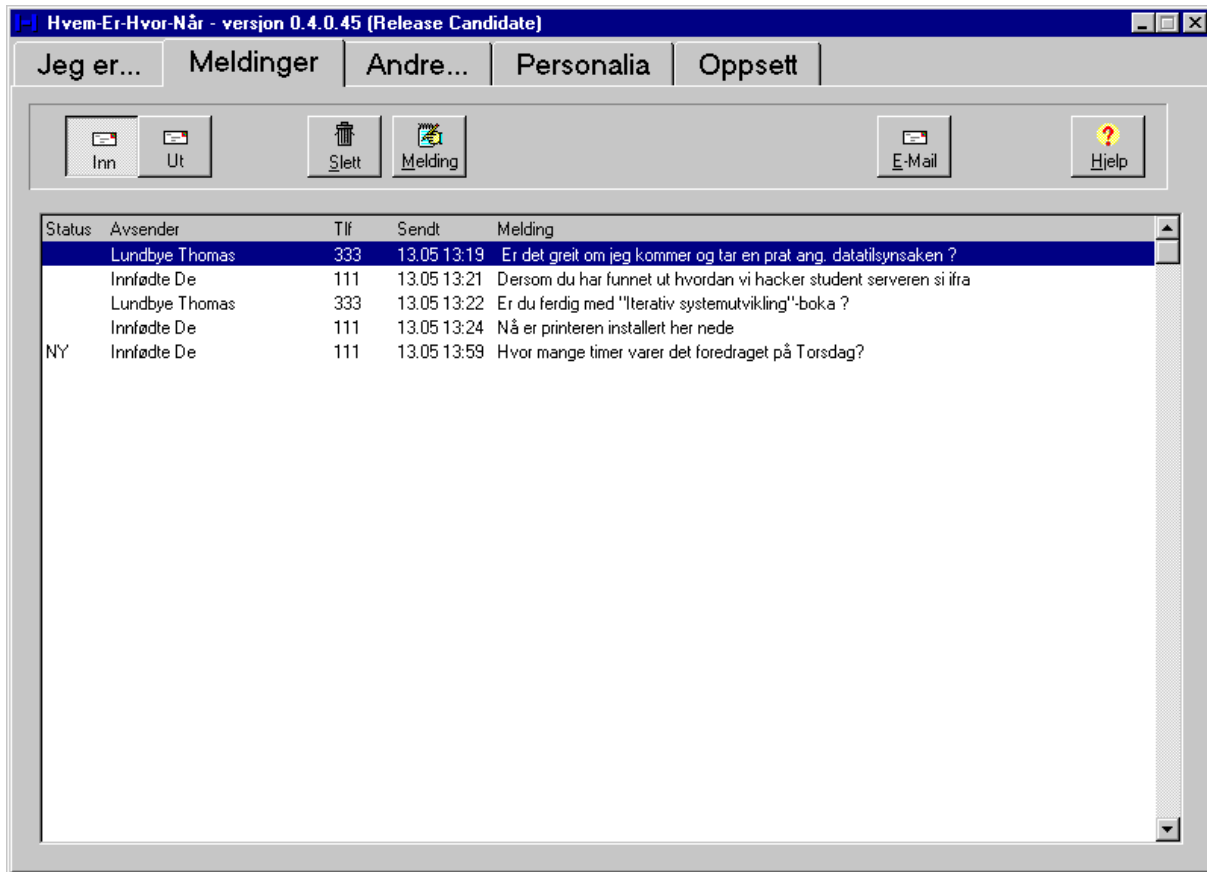 Hvem-Er-Hvor-Når - versjon 0.4.0.45 (Release Candidate)
Jeg er... Meldinger Andre... Personalia Oppsett
Inn Ut Slett Melding E-Mail Hjelp
Status Avsender Tlf Sendt Melding
Lundbye Thomas 333 13.05 13:19 Er det greit om jeg kommer og tar en prat ang. datatilsynsaken ?
Innfødte De 111 13.05 13:21 Dersom du har funnet ut hvordan vi hacker student serveren si ifra
Lundbye Thomas 333 13.05 13:22 Er du ferdig med "Iterativ systemutvikling"-boka ?
Innfødte De 111 13.05 13:24 Nå er printeren installert her nede
NY Innfødte De 111 13.05 13:59 Hvor mange timer varer det foredraget på Torsdag?